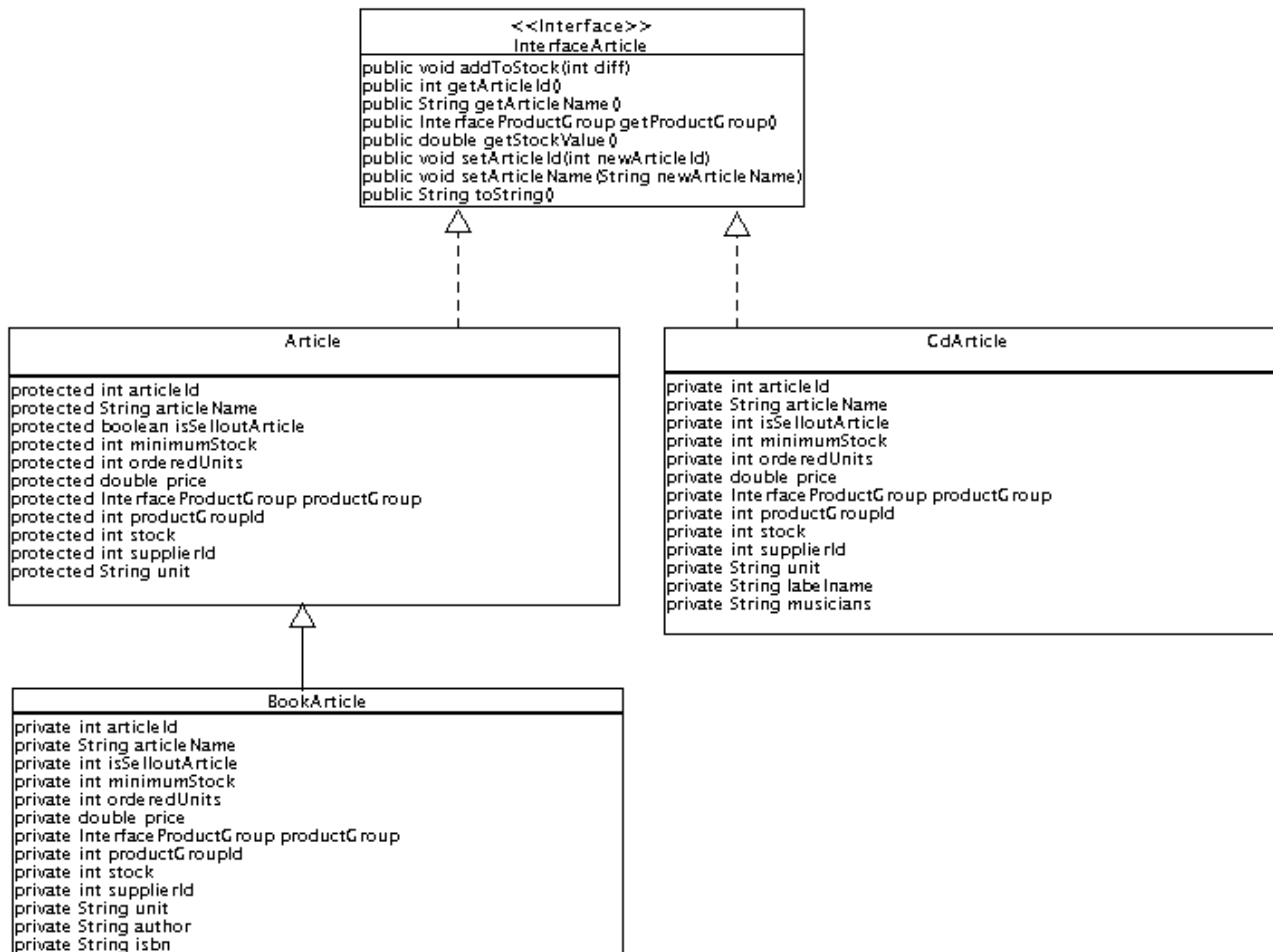 <<Interface>>
InterfaceArticle
public void addToStock(int diff)
public int getArticleId()
public String getArticleName()
public InterfaceProductGroup getProductGroup()
public double getStockValue()
public void setArticleId(int newArticleId)
public void setArticleName(String newArticleName)
public String toString()
Article
protected int articleId
protected String articleName
protected boolean isSelloutArticle
protected int minimumStock
protected int orderedUnits
protected double price
protected InterfaceProductGroup productGroup
protected int productGroupId
protected int stock
protected int supplierId
protected String unit
CdArticle
private int articleId
private String articleName
private int isSelloutArticle
private int minimumStock
private int orderedUnits
private double price
private InterfaceProductGroup productGroup
private int productGroupId
private int stock
private int supplierId
private String unit
private String labelname
private String musicians
BookArticle
private int articleId
private String articleName
private int isSelloutArticle
private int minimumStock
private int orderedUnits
private double price
private InterfaceProductGroup productGroup
private int productGroupId
private int stock
private int supplierId
private String unit
private String author
private String isbn